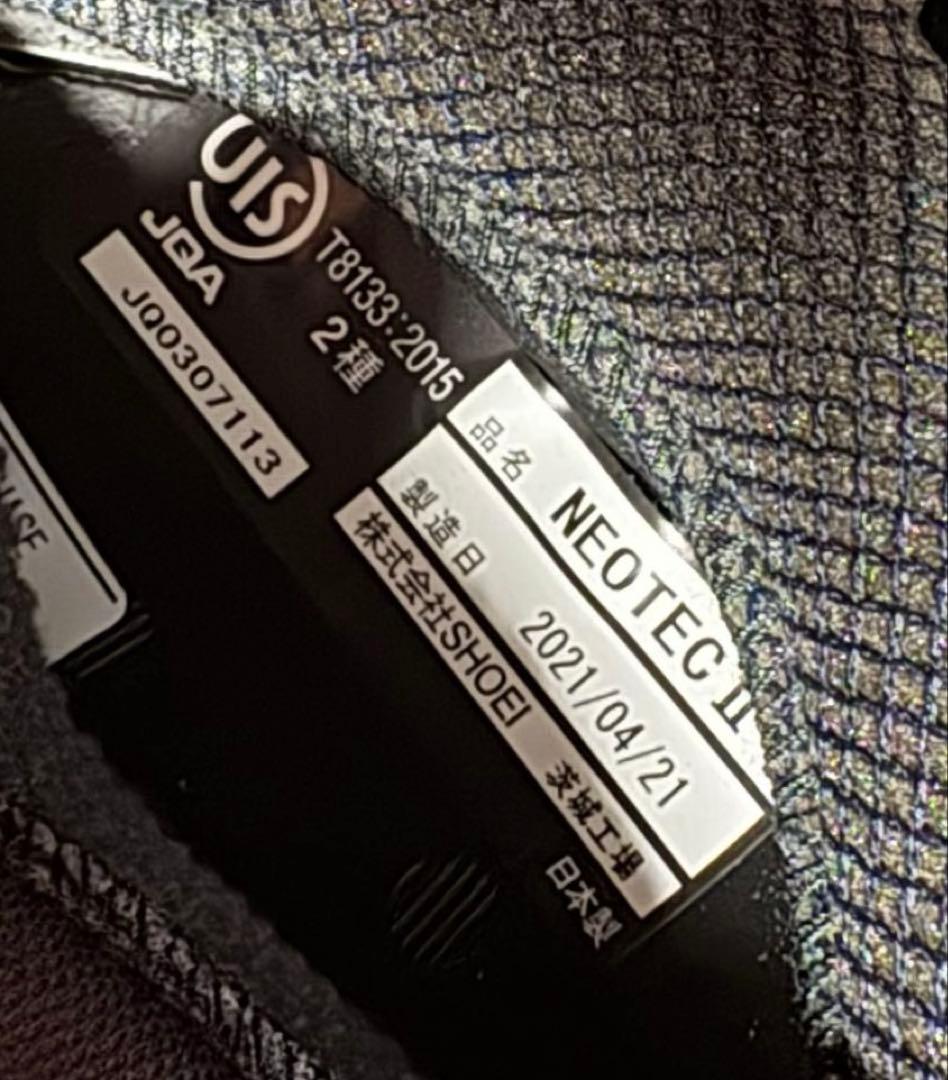 JIS
JQA
JQ0307113
T8133:2015
2種
品名 NEOTEC II
製造日 2021/04/21
株式会社SHOEI 茨城工場
日本製